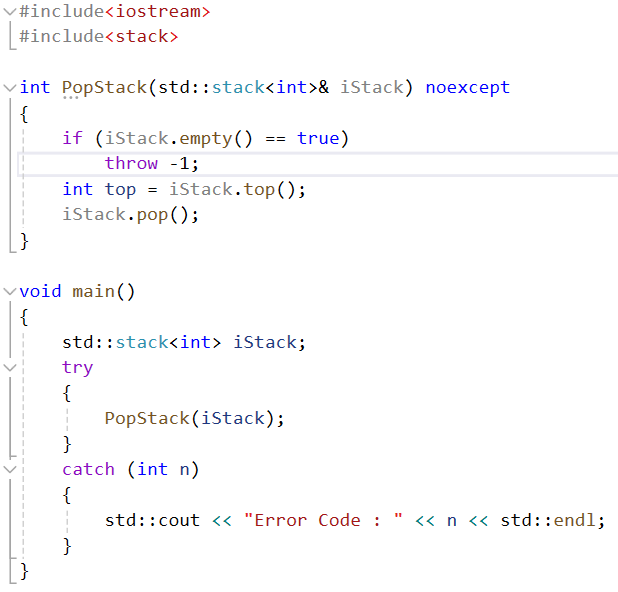 #include<iostream>
#include<stack>

int PopStack(std::stack<int>& iStack) noexcept
{
    if (iStack.empty() == true)
        throw -1;
    int top = iStack.top();
    iStack.pop();
}

void main()
{
    std::stack<int> iStack;
    try
    {
        PopStack(iStack);
    }
    catch (int n)
    {
        std::cout << "Error Code : " << n << std::endl;
    }
}